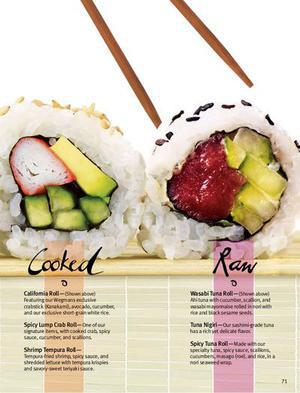 Cooked
California Roll—(Shown above)
Featuring our Wegmans exclusive
crabstick (Kanakami), avocado, cucumber,
and our exclusive short-grain white rice.
Spicy Lump Crab Roll—One of our
signature items, with cooked crab, spicy
sauce, cucumber, and scallions.
Shrimp Tempura Roll—
Tempura-fried shrimp, spicy sauce, and
shredded lettuce with tempura krispies
and savory-sweet teriyaki sauce.
Raw
Wasabi Tuna Roll—(Shown above)
Ahi tuna with cucumber, scallion, and
wasabi mayonnaise rolled in nori with
rice and black sesame seeds.
Tuna Nigiri—Our sashimi-grade tuna
has a rich yet delicate flavor.
Spicy Tuna Roll—Made with our
specialty tuna, spicy sauce, scallions,
cucumbers, masago (roe), and rice, in a
nori seaweed wrap.
71